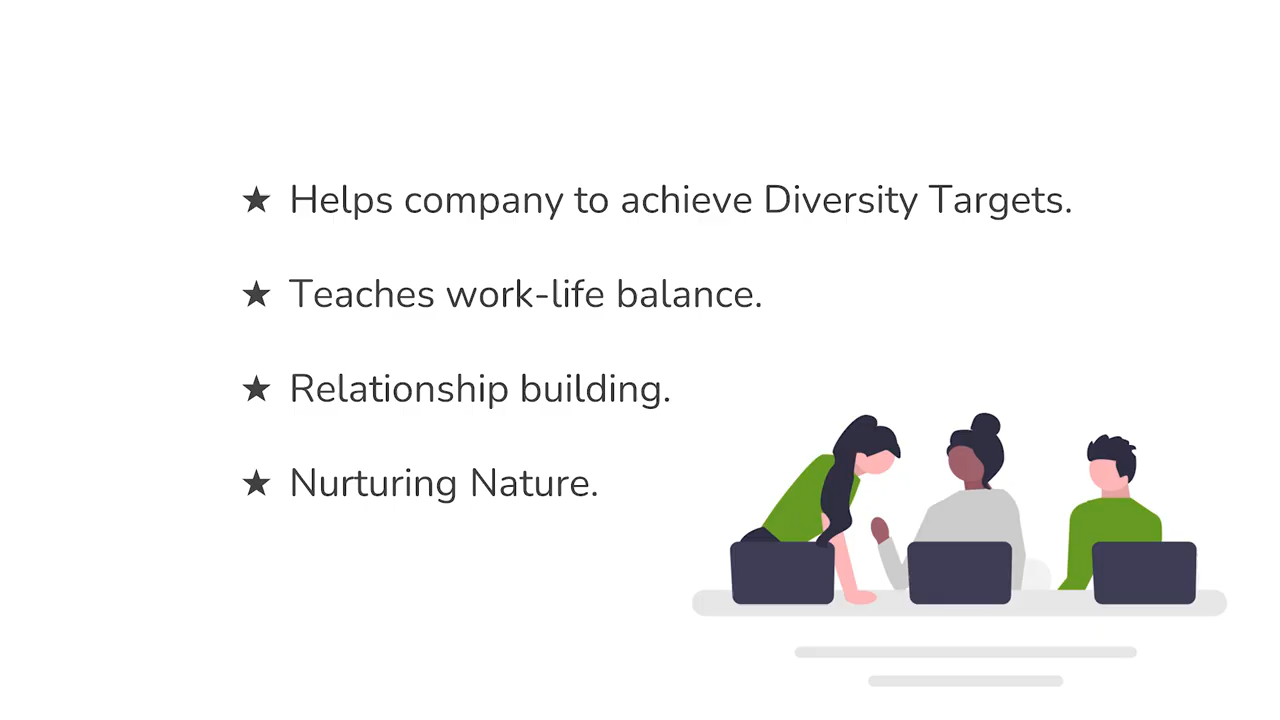 ★ Helps company to achieve Diversity Targets.
★ Teaches work-life balance.
★ Relationship building.
★ Nurturing Nature.